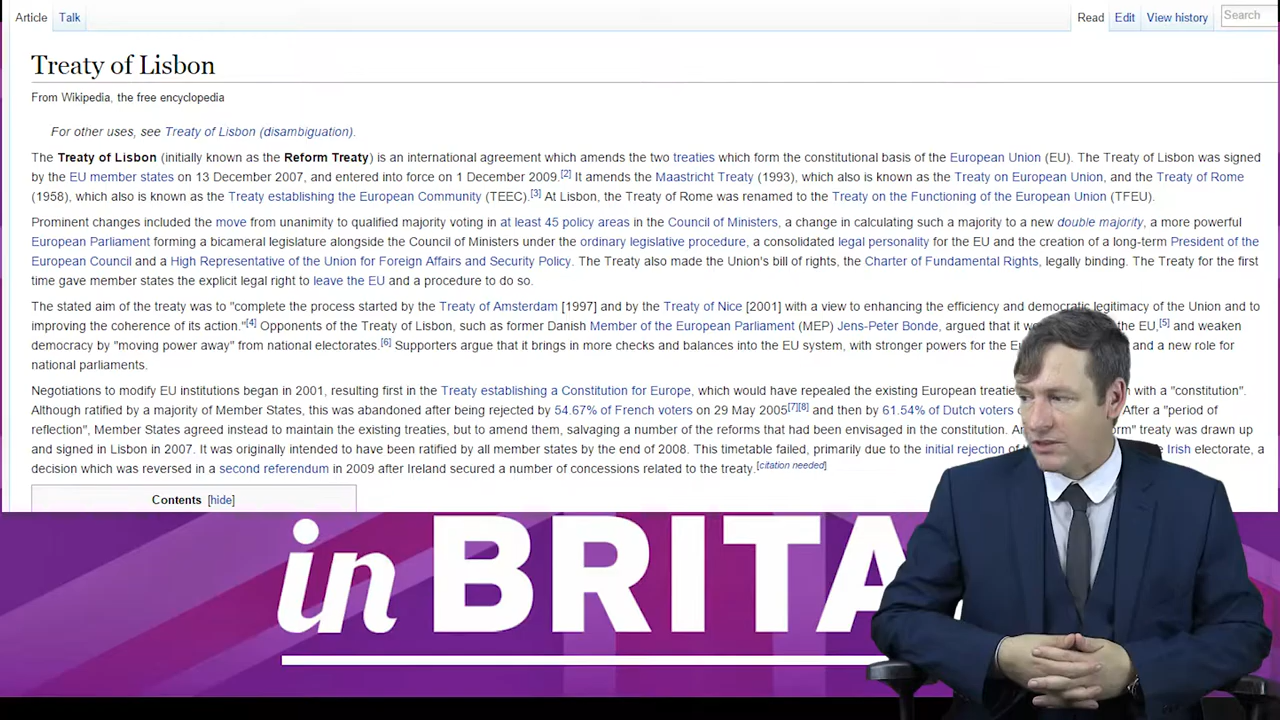 Article Talk Read Edit View history Search
Treaty of Lisbon
From Wikipedia, the free encyclopedia
For other uses, see Treaty of Lisbon (disambiguation).
The Treaty of Lisbon (initially known as the Reform Treaty) is an international agreement which amends the two treaties which form the constitutional basis of the European Union (EU). The Treaty of Lisbon was signed
by the EU member states on 13 December 2007, and entered into force on 1 December 2009.[2] It amends the Maastricht Treaty (1993), which also is known as the Treaty on European Union, and the Treaty of Rome
(1958), which also is known as the Treaty establishing the European Community (TEEC).[3] At Lisbon, the Treaty of Rome was renamed to the Treaty on the Functioning of the European Union (TFEU).
Prominent changes included the move from unanimity to qualified majority voting in at least 45 policy areas in the Council of Ministers, a change in calculating such a majority to a new double majority, a more powerful
European Parliament forming a bicameral legislature alongside the Council of Ministers under the ordinary legislative procedure, a consolidated legal personality for the EU and the creation of a long-term President of the
European Council and a High Representative of the Union for Foreign Affairs and Security Policy. The Treaty also made the Union's bill of rights, the Charter of Fundamental Rights, legally binding. The Treaty for the first
time gave member states the explicit legal right to leave the EU and a procedure to do so.
The stated aim of the treaty was to "complete the process started by the Treaty of Amsterdam [1997] and by the Treaty of Nice [2001] with a view to enhancing the efficiency and democratic legitimacy of the Union and to
improving the coherence of its action."[4] Opponents of the Treaty of Lisbon, such as former Danish Member of the European Parliament (MEP) Jens-Peter Bonde, argued that it the EU,[5] and weaken
democracy by "moving power away" from national electorates.[6] Supporters argue that it brings in more checks and balances into the EU system, with stronger powers for the and a new role for
national parliaments.
Negotiations to modify EU institutions began in 2001, resulting first in the Treaty establishing a Constitution for Europe, which would have repealed the existing European with a "constitution".
Although ratified by a majority of Member States, this was abandoned after being rejected by 54.67% of French voters on 29 May 2005[7][8] and then by 61.54% of Dutch voters After a "period of
reflection", Member States agreed instead to maintain the existing treaties, but to amend them, salvaging a number of the reforms that had been envisaged in the constitution. treaty was drawn up
and signed in Lisbon in 2007. It was originally intended to have been ratified by all member states by the end of 2008. This timetable failed, primarily due to the initial rejection Irish electorate, a
decision which was reversed in a second referendum in 2009 after Ireland secured a number of concessions related to the treaty.[citation needed]
Contents [hide]
in BRITA